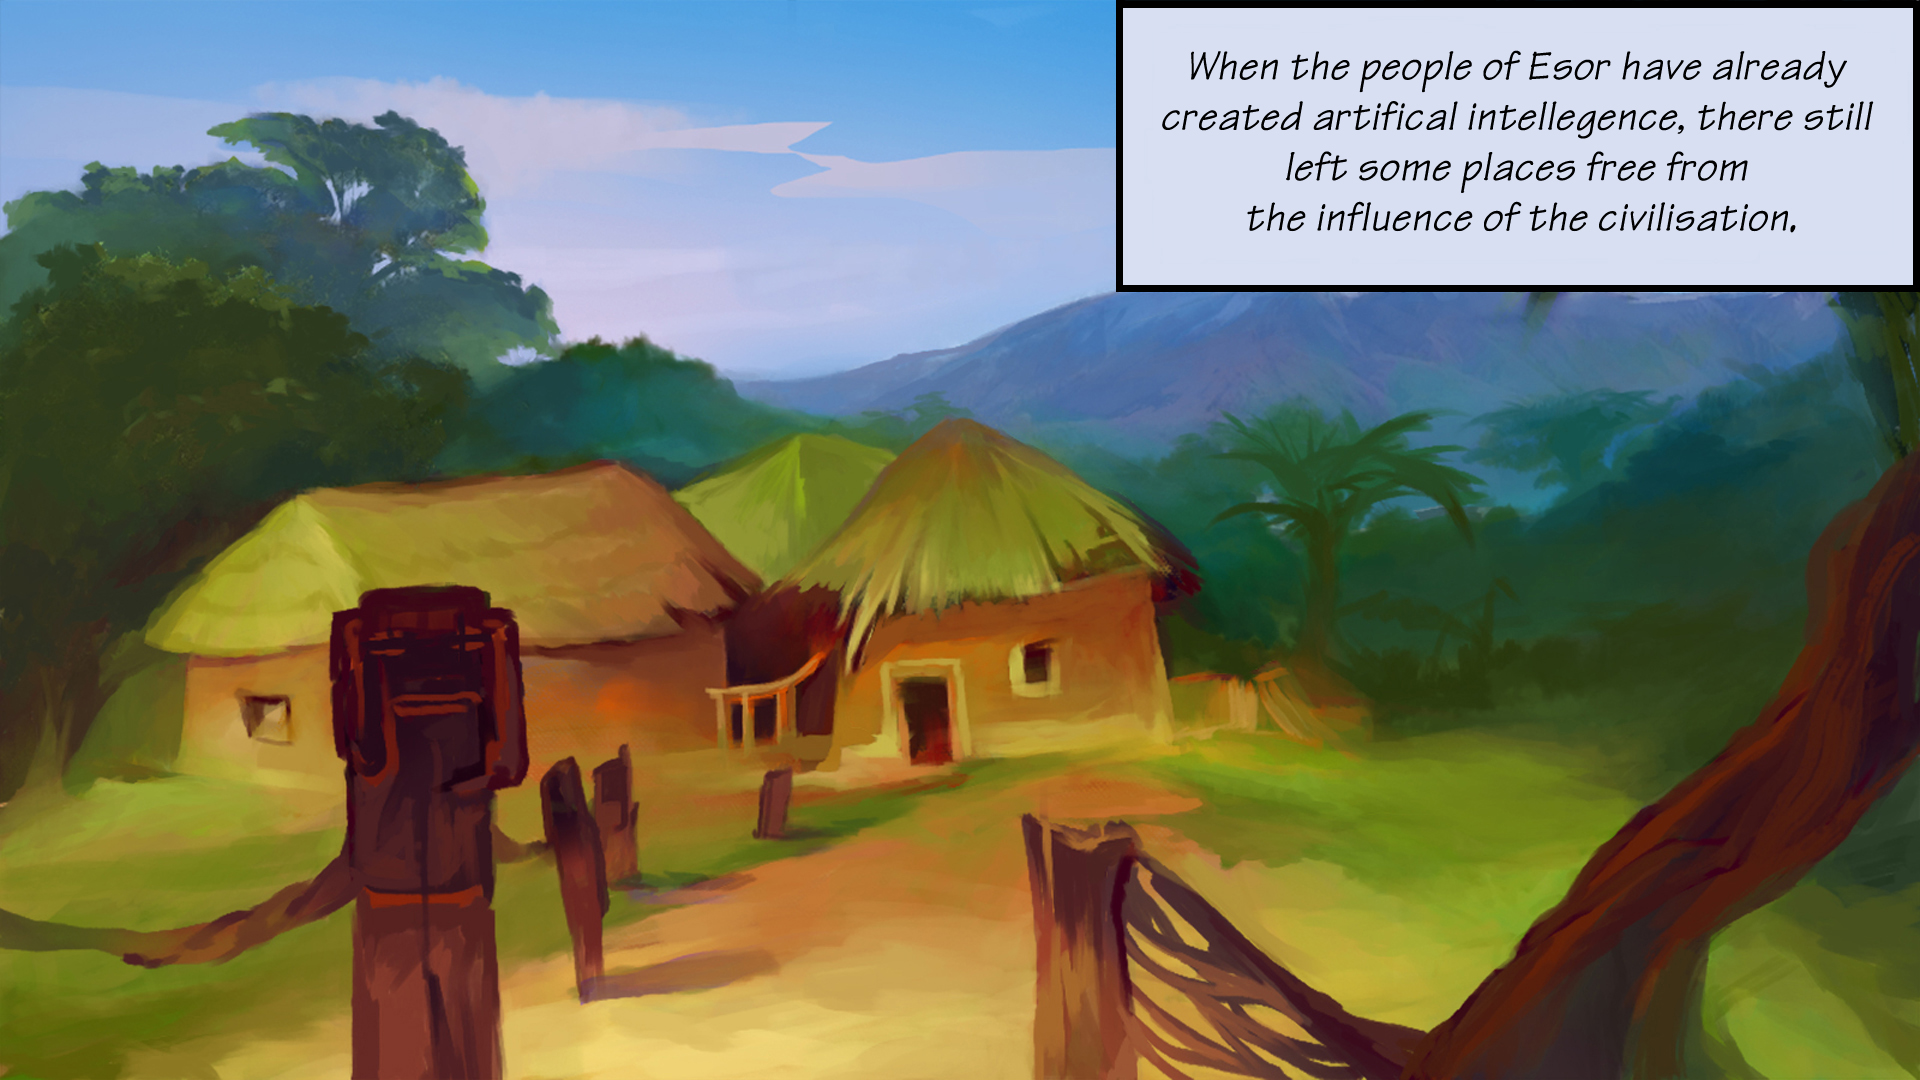 When the people of Esor have already
created artifical intellegence, there still
left some places free from
the influence of the civilisation.